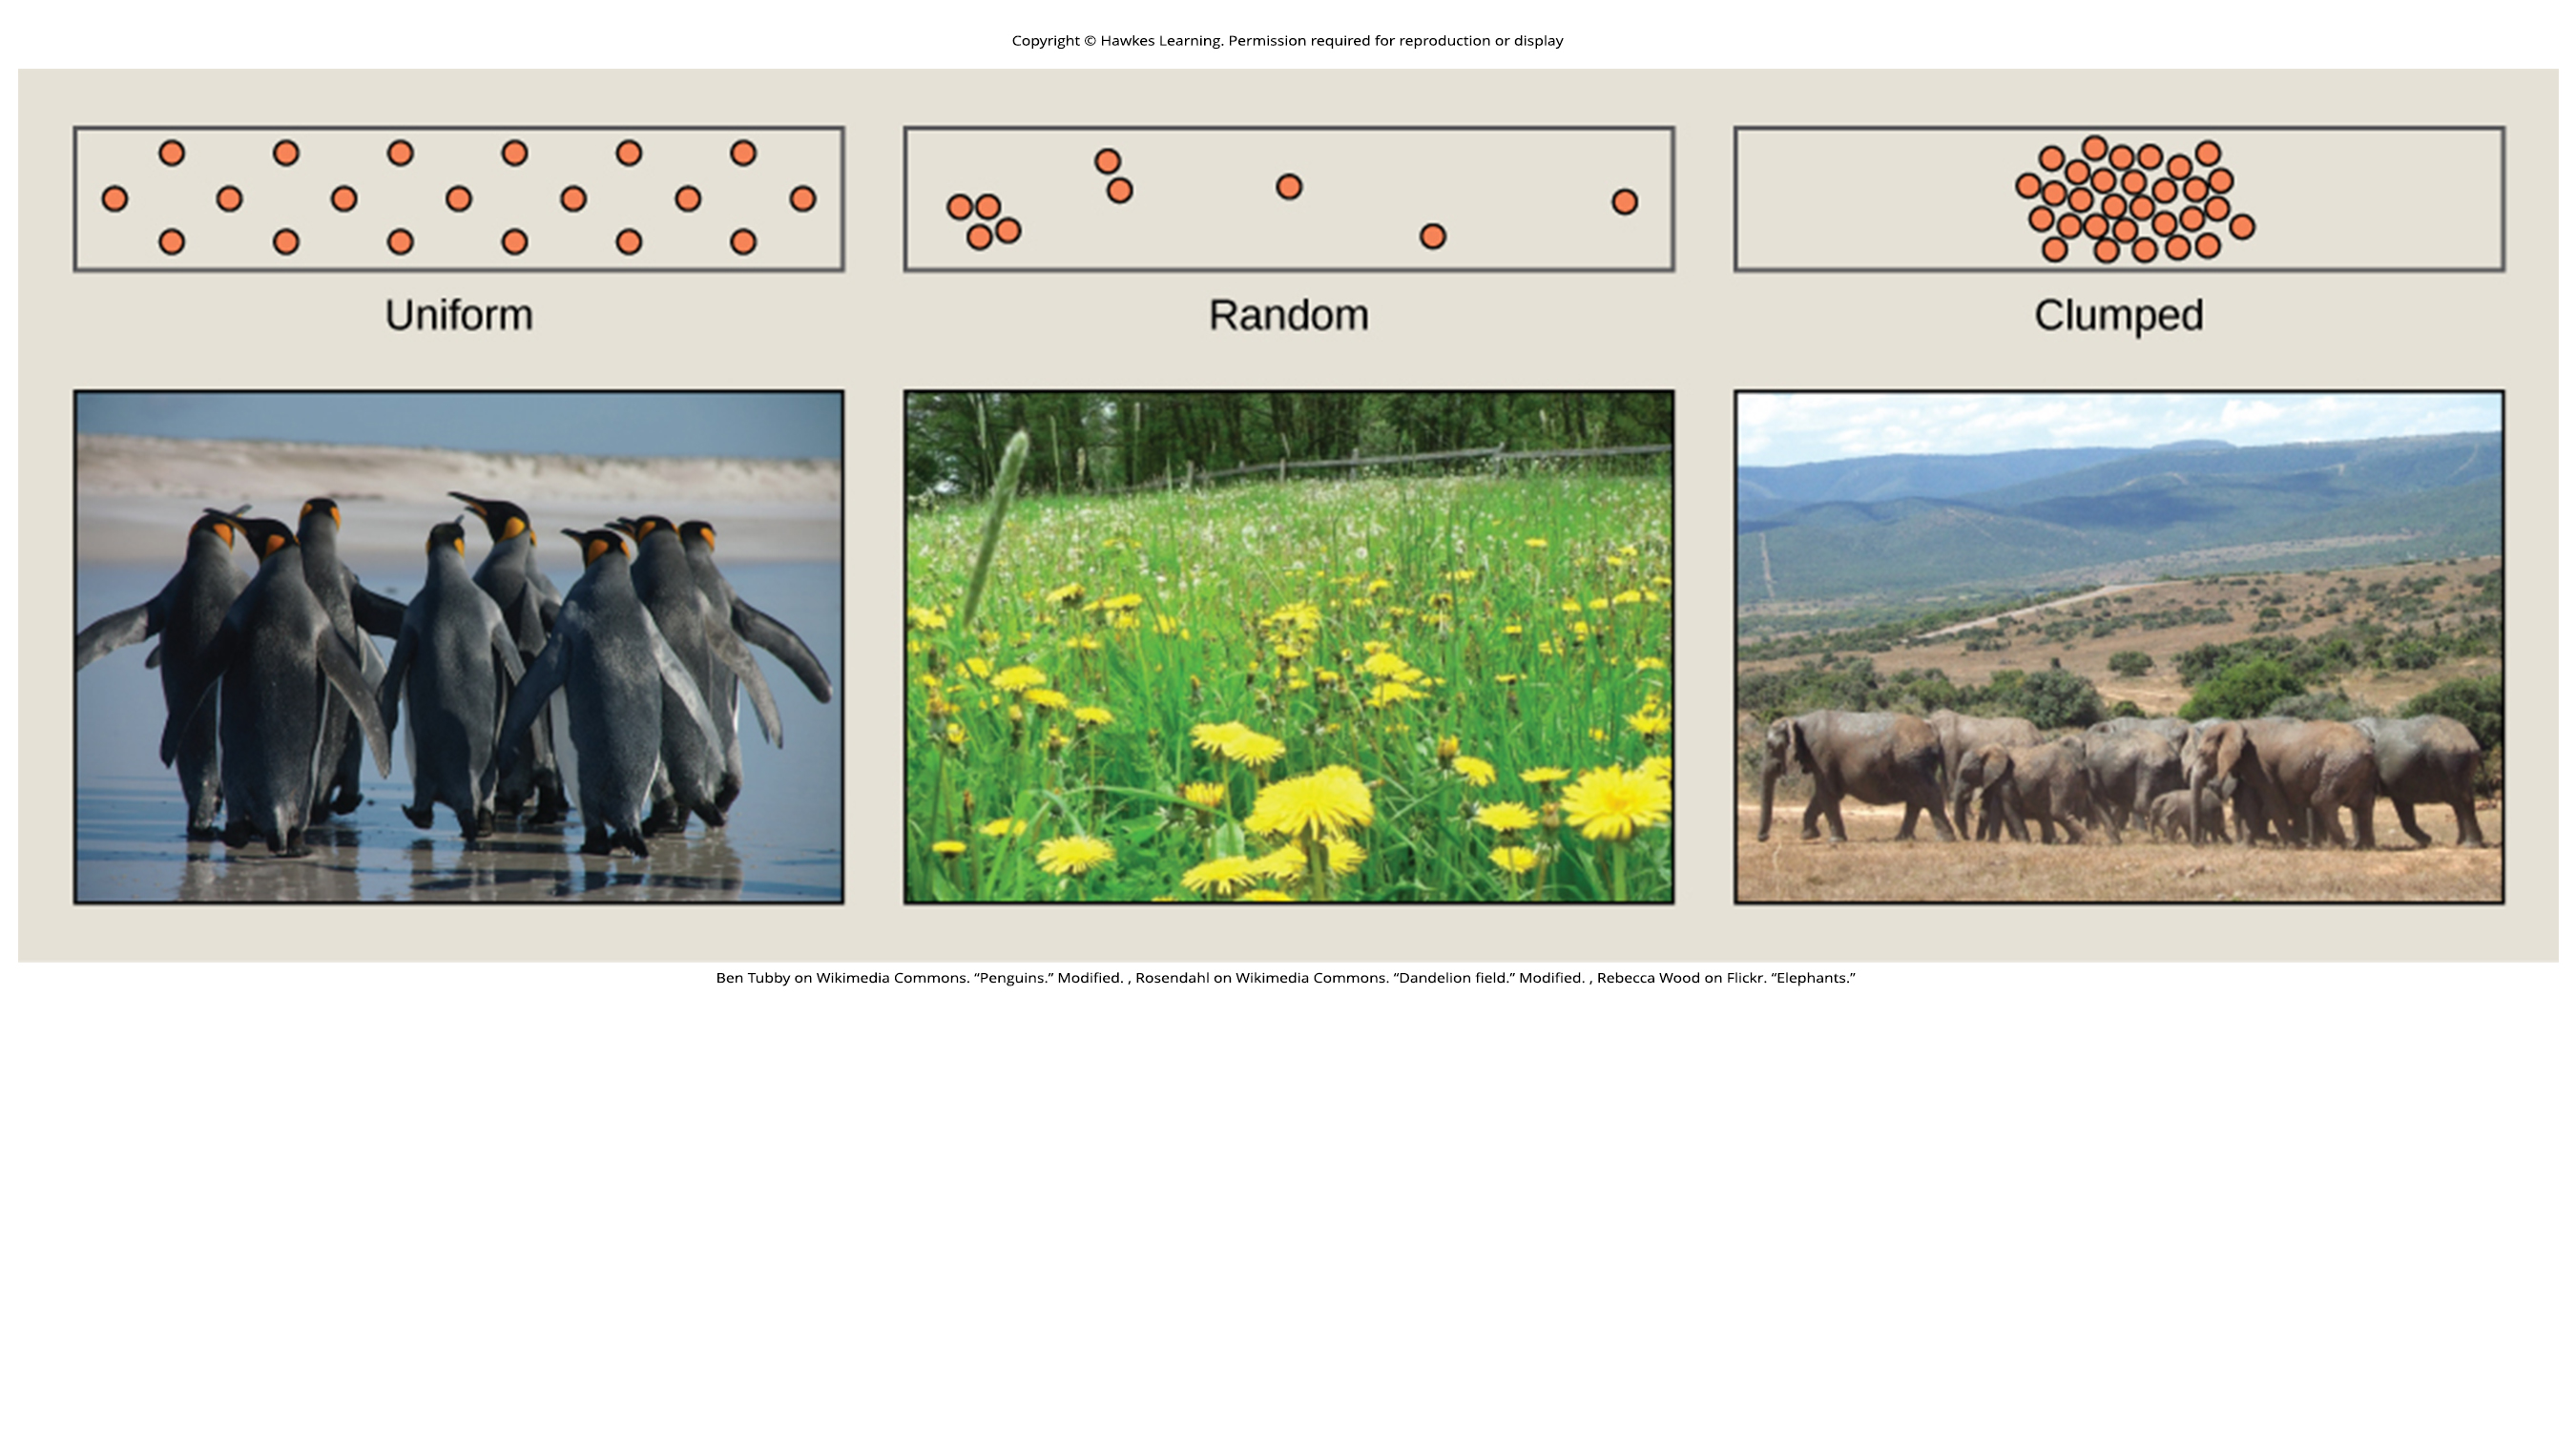 Copyright © Hawkes Learning. Permission required for reproduction or display
Uniform
Random
Clumped
Ben Tubby on Wikimedia Commons. “Penguins.” Modified. , Rosendahl on Wikimedia Commons. “Dandelion field.” Modified. , Rebecca Wood on Flickr. “Elephants.”